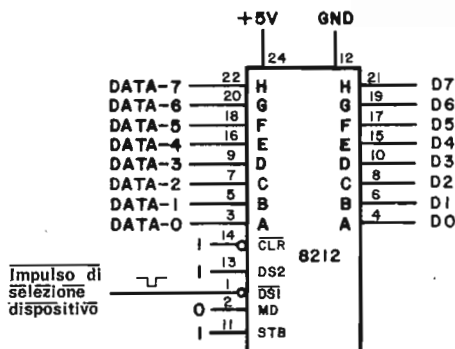 +5V GND
24 12
DATA-7 22 H H 21 D7
DATA-6 20 G G 19 D6
DATA-5 18 F F 17 D5
DATA-4 16 E E 15 D4
DATA-3 9 D D 10 D3
DATA-2 7 C C 8 D2
DATA-1 5 B B 6 D1
DATA-0 3 A A 4 D0
1 14 CLR
8212
1 13 DS2
Impulso di
selezione
dispositivo
1 DS1
0 2 MD
1 11 STB